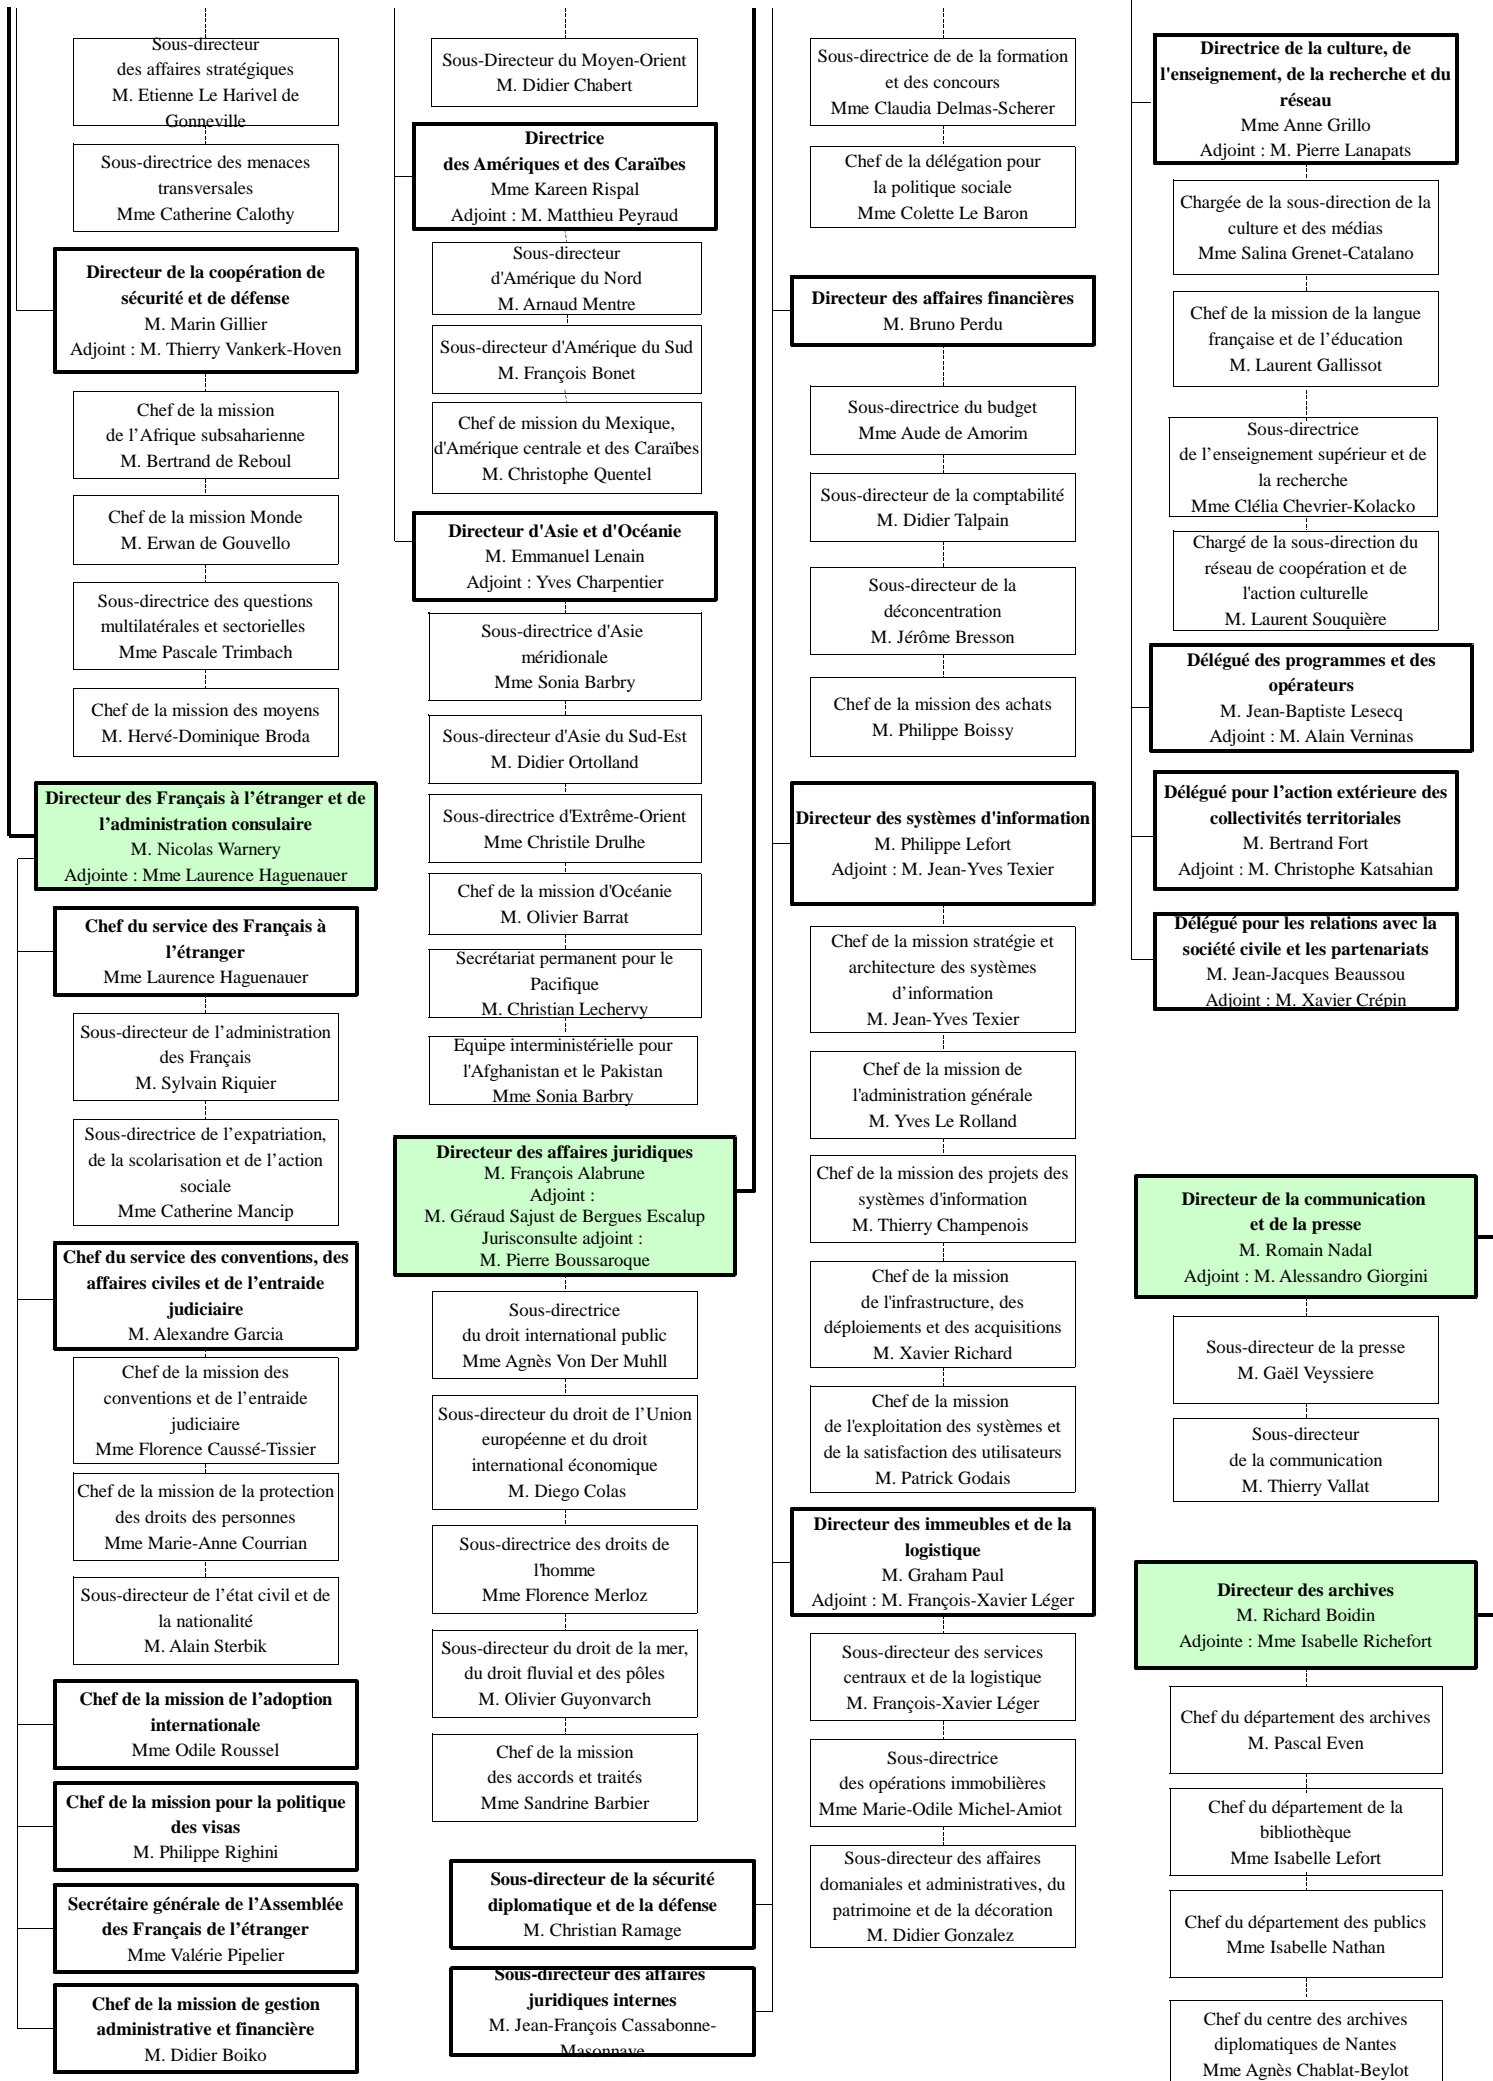 Sous-directeur
des affaires stratégiques
M. Etienne Le Harivel de
Gonneville
Sous-directrice des menaces
transversales
Mme Catherine Calothy
Directeur de la coopération de
sécurité et de défense
M. Marin Gillier
Adjoint : M. Thierry Vankerk-Hoven
Chef de la mission
de l’Afrique subsaharienne
M. Bertrand de Reboul
Chef de la mission Monde
M. Erwan de Gouvello
Sous-directrice des questions
multilatérales et sectorielles
Mme Pascale Trimbach
Chef de la mission des moyens
M. Hervé-Dominique Broda
Directeur des Français à l’étranger et de
l’administration consulaire
M. Nicolas Warnery
Adjointe : Mme Laurence Haguenauer
Chef du service des Français à
l’étranger
Mme Laurence Haguenauer
Sous-directeur de l’administration
des Français
M. Sylvain Riquier
Sous-directrice de l’expatriation,
de la scolarisation et de l’action
sociale
Mme Catherine Mancip
Chef du service des conventions, des
affaires civiles et de l’entraide
judiciaire
M. Alexandre Garcia
Chef de la mission des
conventions et de l’entraide
judiciaire
Mme Florence Caussé-Tissier
Chef de la mission de la protection
des droits des personnes
Mme Marie-Anne Courrian
Sous-directeur de l’état civil et de
la nationalité
M. Alain Sterbik
Chef de la mission de l’adoption
internationale
Mme Odile Roussel
Chef de la mission pour la politique
des visas
M. Philippe Righini
Secrétaire générale de l’Assemblée
des Français de l’étranger
Mme Valérie Pipelier
Chef de la mission de gestion
administrative et financière
M. Didier Boiko
Sous-Directeur du Moyen-Orient
M. Didier Chabert
Directrice
des Amériques et des Caraïbes
Mme Kareen Rispal
Adjoint : M. Matthieu Peyraud
Sous-directeur
d'Amérique du Nord
M. Arnaud Mentre
Sous-directeur d'Amérique du Sud
M. François Bonet
Chef de mission du Mexique,
d'Amérique centrale et des Caraïbes
M. Christophe Quentel
Directeur d'Asie et d'Océanie
M. Emmanuel Lenain
Adjoint : Yves Charpentier
Sous-directrice d'Asie
méridionale
Mme Sonia Barbry
Sous-directeur d'Asie du Sud-Est
M. Didier Ortolland
Sous-directrice d'Extrême-Orient
Mme Christile Drulhe
Chef de la mission d'Océanie
M. Olivier Barrat
Secrétariat permanent pour le
Pacifique
M. Christian Lechervy
Equipe interministérielle pour
l'Afghanistan et le Pakistan
Mme Sonia Barbry
Directeur des affaires juridiques
M. François Alabrune
Adjoint :
M. Géraud Sajust de Bergues Escalup
Jurisconsulte adjoint :
M. Pierre Boussaroque
Sous-directrice
du droit international public
Mme Agnès Von Der Muhll
Sous-directeur du droit de l’Union
européenne et du droit
international économique
M. Diego Colas
Sous-directrice des droits de
l'homme
Mme Florence Merloz
Sous-directeur du droit de la mer,
du droit fluvial et des pôles
M. Olivier Guyonvarch
Chef de la mission
des accords et traités
Mme Sandrine Barbier
Sous-directeur de la sécurité
diplomatique et de la défense
M. Christian Ramage
Sous-directeur des affaires
juridiques internes
M. Jean-François Cassabonne-
Masonnave
Sous-directrice de de la formation
et des concours
Mme Claudia Delmas-Scherer
Chef de la délégation pour
la politique sociale
Mme Colette Le Baron
Directeur des affaires financières
M. Bruno Perdu
Sous-directrice du budget
Mme Aude de Amorim
Sous-directeur de la comptabilité
M. Didier Talpain
Sous-directeur de la
déconcentration
M. Jérôme Bresson
Chef de la mission des achats
M. Philippe Boissy
Directeur des systèmes d'information
M. Philippe Lefort
Adjoint : M. Jean-Yves Texier
Chef de la mission stratégie et
architecture des systèmes
d’information
M. Jean-Yves Texier
Chef de la mission de
l'administration générale
M. Yves Le Rolland
Chef de la mission des projets des
systèmes d'information
M. Thierry Champenois
Chef de la mission
de l'infrastructure, des
déploiements et des acquisitions
M. Xavier Richard
Chef de la mission
de l'exploitation des systèmes et
de la satisfaction des utilisateurs
M. Patrick Godais
Directeur des immeubles et de la
logistique
M. Graham Paul
Adjoint : M. François-Xavier Léger
Sous-directeur des services
centraux et de la logistique
M. François-Xavier Léger
Sous-directrice
des opérations immobilières
Mme Marie-Odile Michel-Amiot
Sous-directeur des affaires
domaniales et administratives, du
patrimoine et de la décoration
M. Didier Gonzalez
Directrice de la culture, de
l'enseignement, de la recherche et du
réseau
Mme Anne Grillo
Adjoint : M. Pierre Lanapats
Chargée de la sous-direction de la
culture et des médias
Mme Salina Grenet-Catalano
Chef de la mission de la langue
française et de l’éducation
M. Laurent Gallissot
Sous-directrice
de l’enseignement supérieur et de
la recherche
Mme Clélia Chevrier-Kolacko
Chargé de la sous-direction du
réseau de coopération et de
l'action culturelle
M. Laurent Souquière
Délégué des programmes et des
opérateurs
M. Jean-Baptiste Lesecq
Adjoint : M. Alain Verninas
Délégué pour l’action extérieure des
collectivités territoriales
M. Bertrand Fort
Adjoint : M. Christophe Katsahian
Délégué pour les relations avec la
société civile et les partenariats
M. Jean-Jacques Beaussou
Adjoint : M. Xavier Crépin
Directeur de la communication
et de la presse
M. Romain Nadal
Adjoint : M. Alessandro Giorgini
Sous-directeur de la presse
M. Gaël Veyssiere
Sous-directeur
de la communication
M. Thierry Vallat
Directeur des archives
M. Richard Boidin
Adjointe : Mme Isabelle Richefort
Chef du département des archives
M. Pascal Even
Chef du département de la
bibliothèque
Mme Isabelle Lefort
Chef du département des publics
Mme Isabelle Nathan
Chef du centre des archives
diplomatiques de Nantes
Mme Agnès Chablat-Beylot